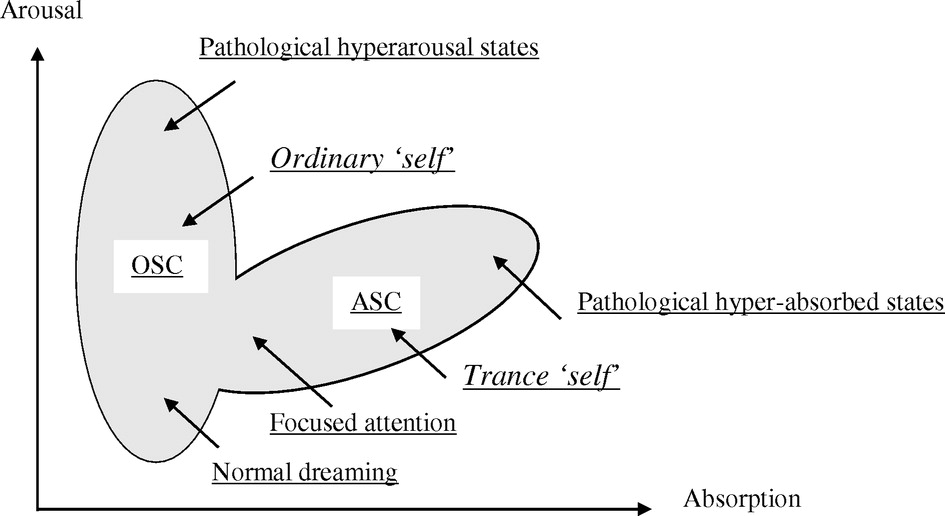 Arousal
Pathological hyperarousal states
Ordinary ‘self’
OSC
ASC
Pathological hyper-absorbed states
Trance ‘self’
Focused attention
Normal dreaming
Absorption